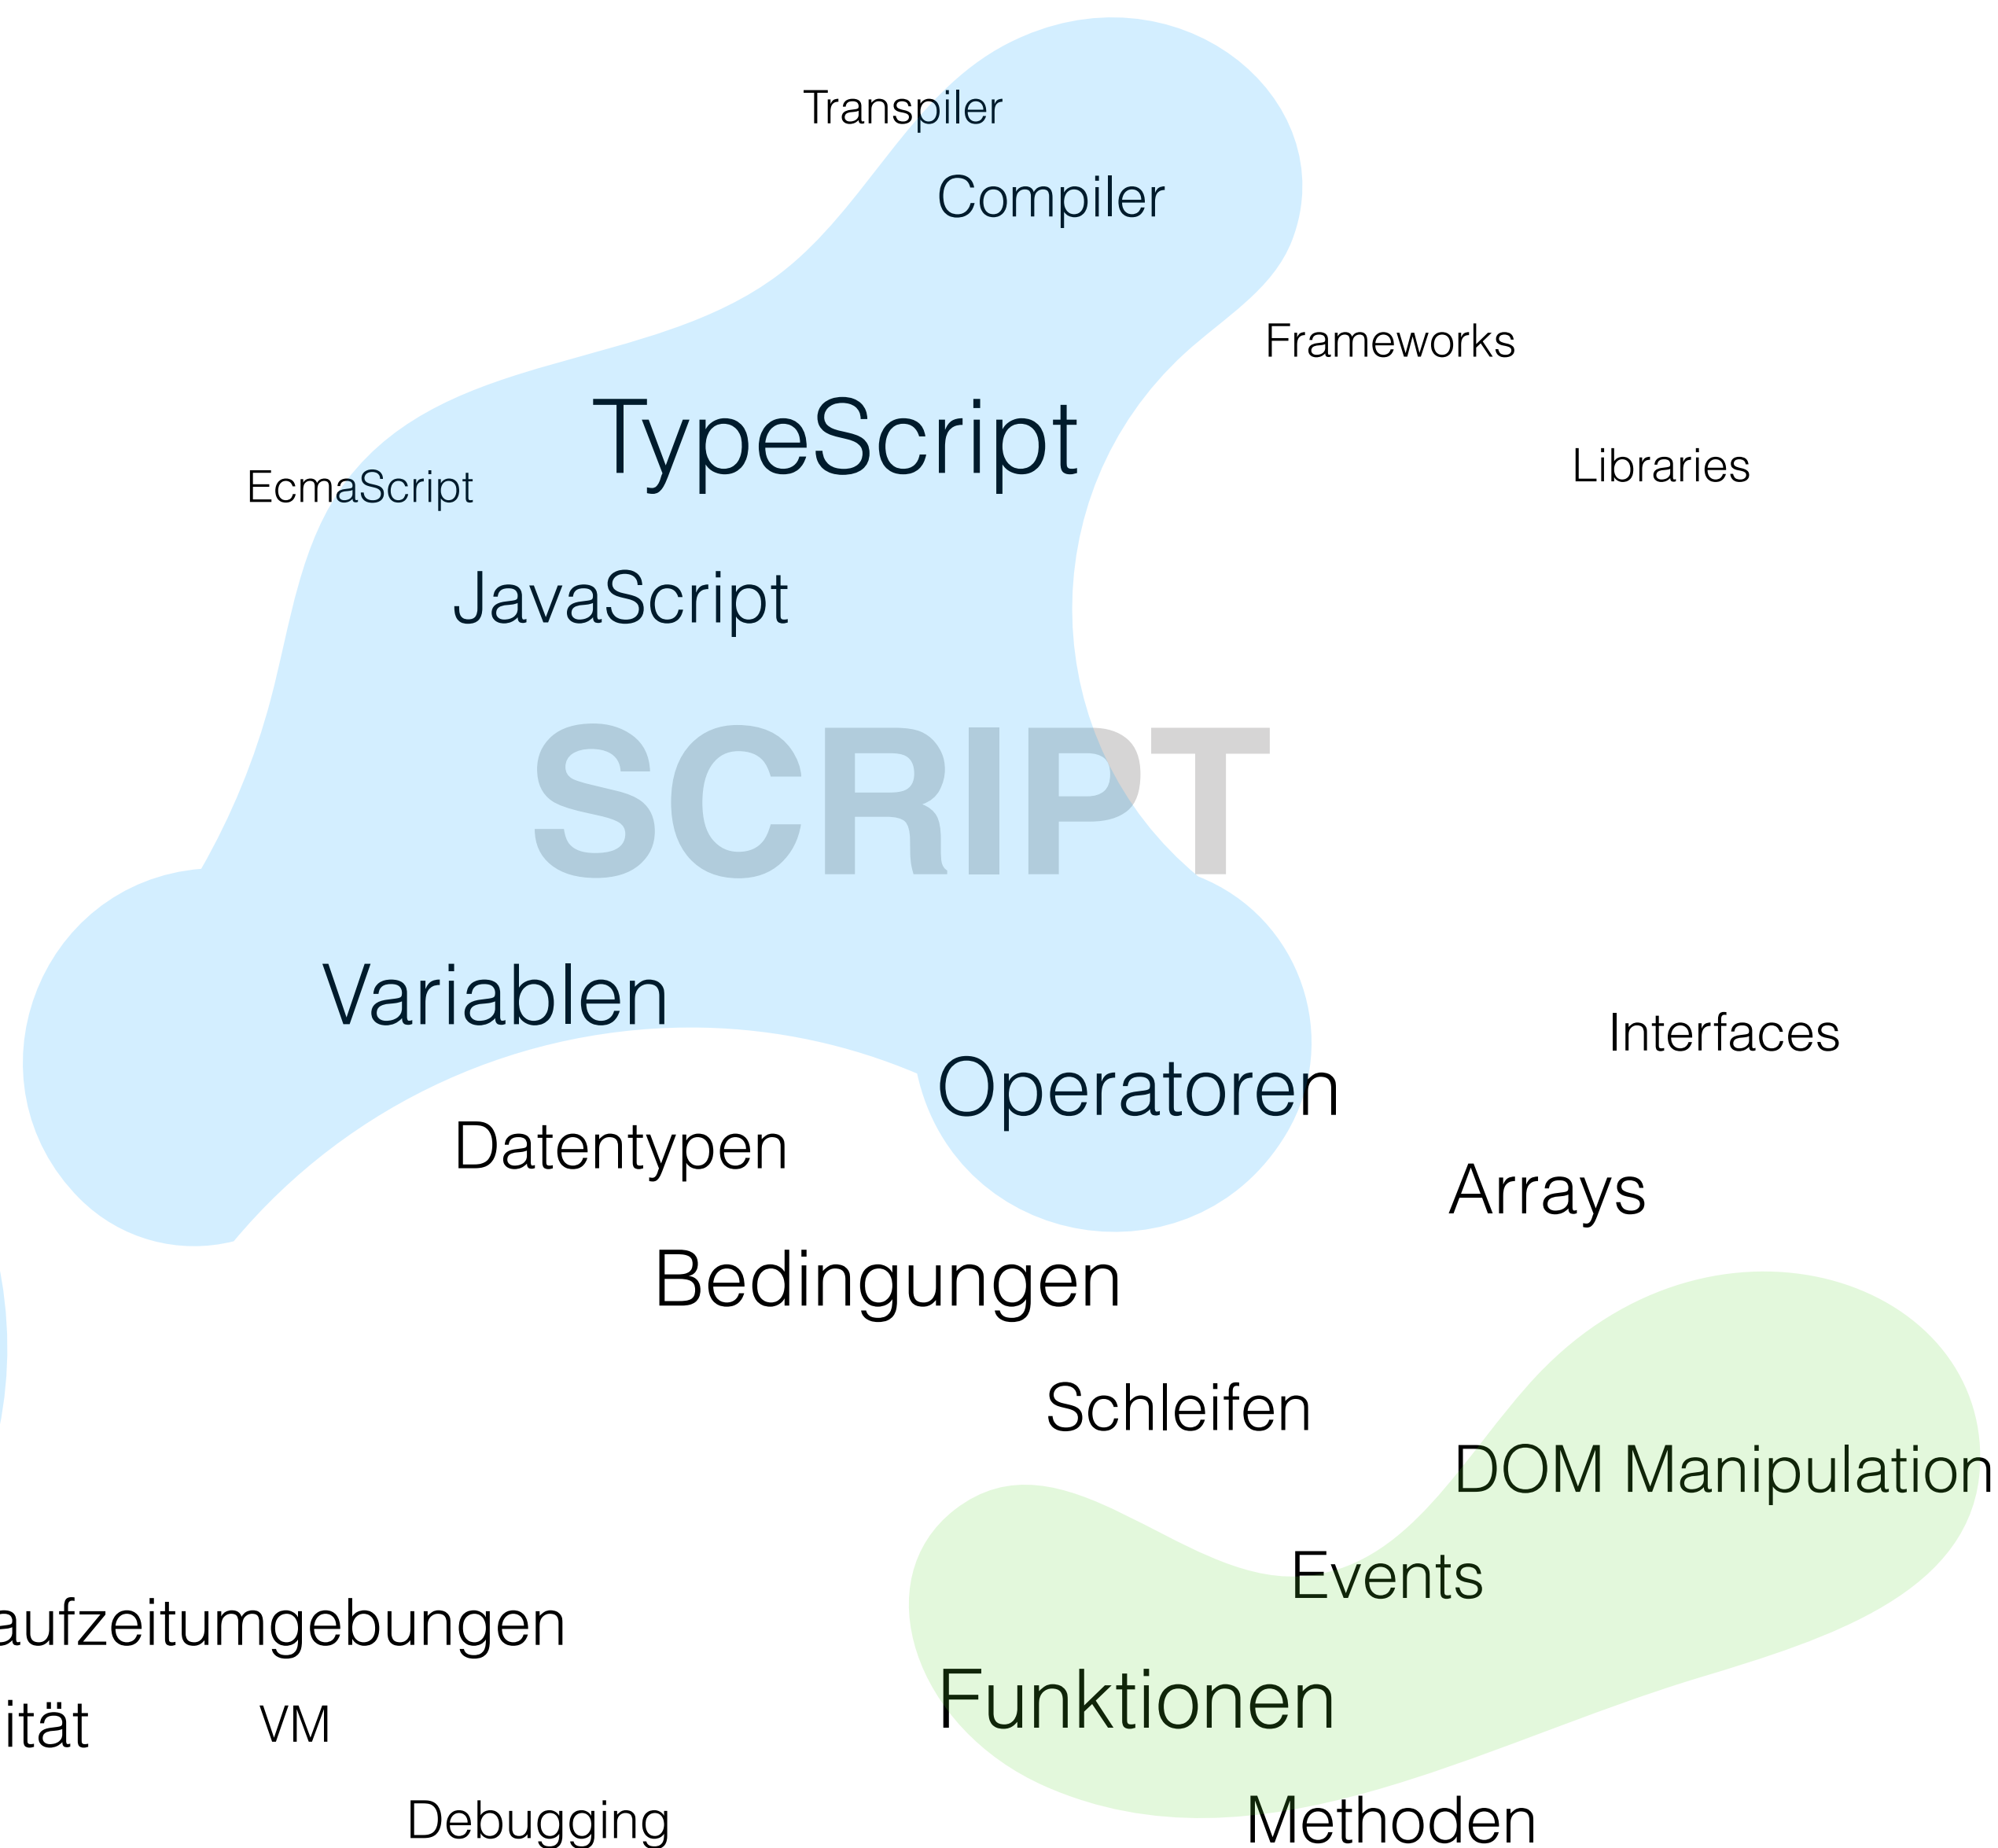 Transpiler
Compiler
Frameworks
TypeScript
Libraries
EcmaScript
JavaScript
SCRIPT
Variablen
Interfaces
Operatoren
Datentypen
Arrays
Bedingungen
Schleifen
DOM Manipulation
Events
aufzeitumgebungen
Funktionen
ität
VM
Methoden
Debugging